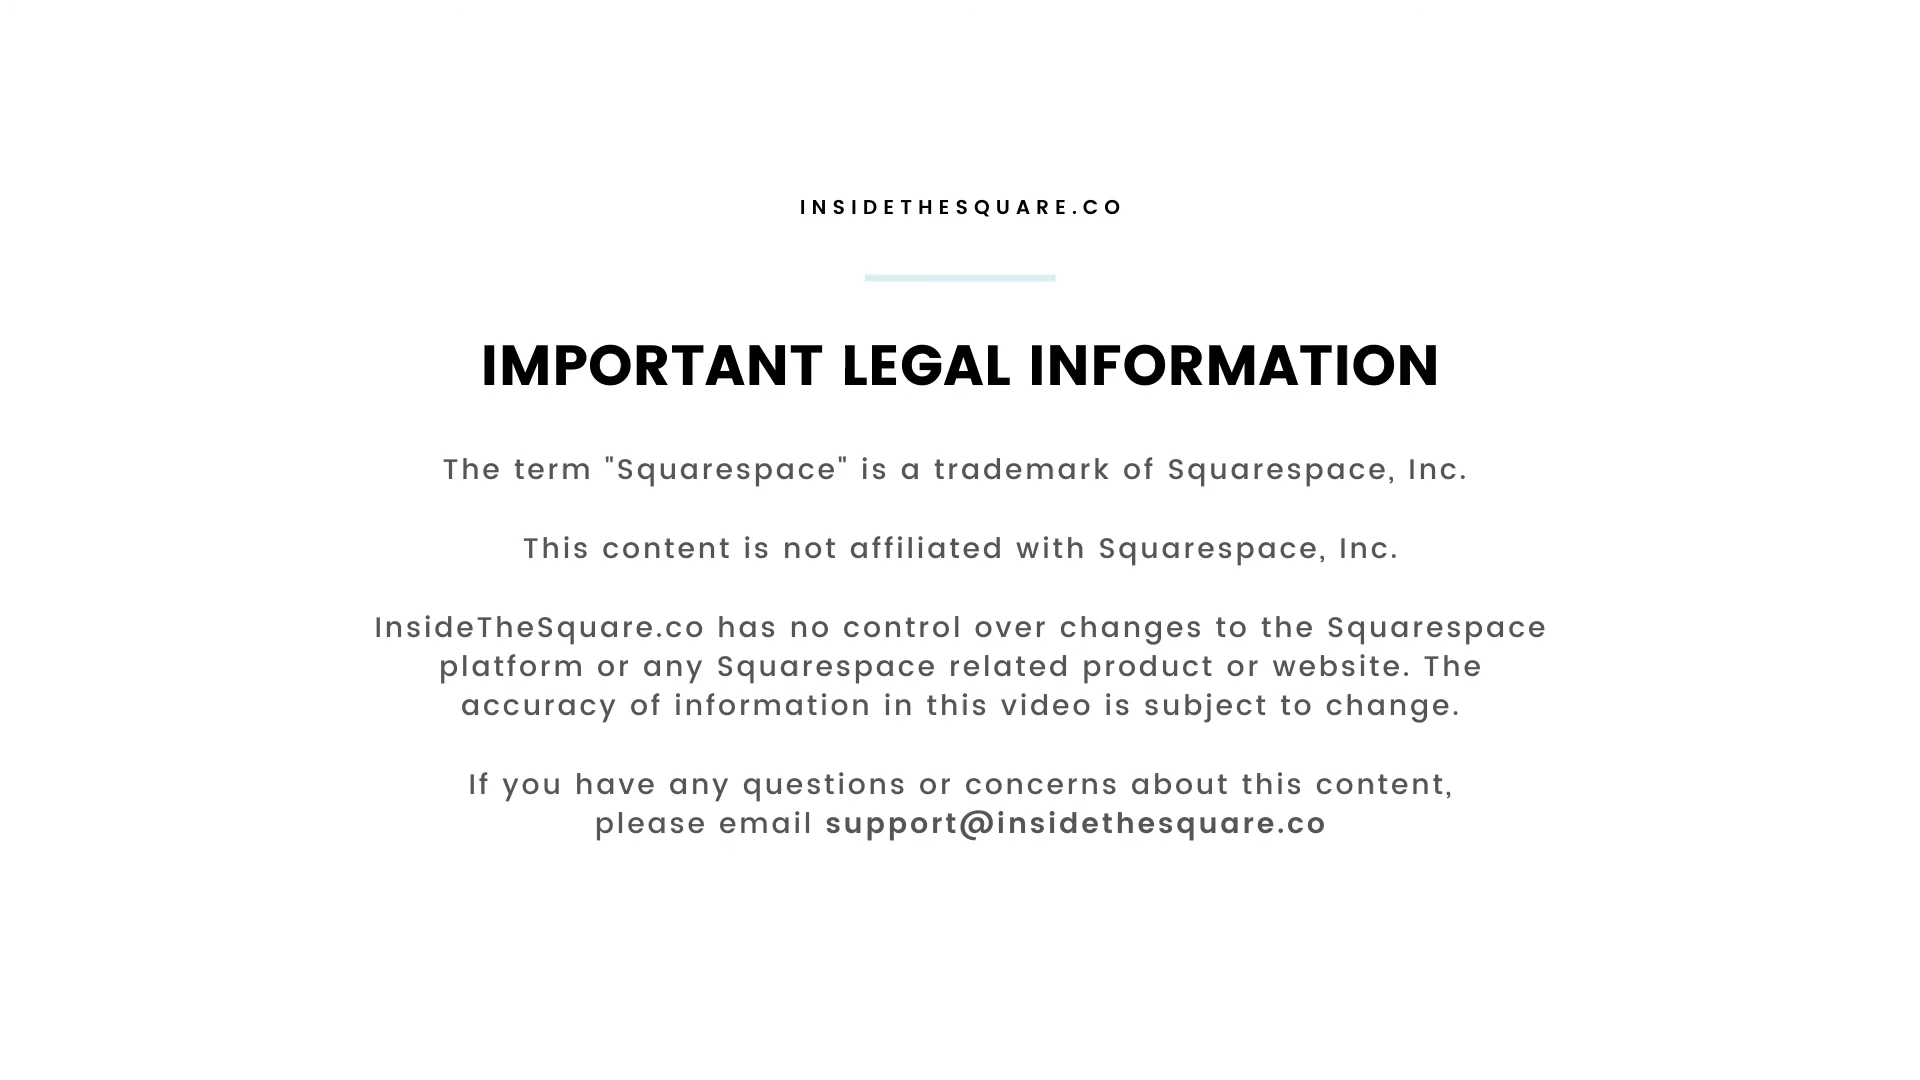 INSIDETHESQUARE.CO
IMPORTANT LEGAL INFORMATION
The term "Squarespace" is a trademark of Squarespace, Inc.
This content is not affiliated with Squarespace, Inc.
InsideTheSquare.co has no control over changes to the Squarespace
platform or any Squarespace related product or website. The
accuracy of information in this video is subject to change.
If you have any questions or concerns about this content,
please email support@insidethesquare.co